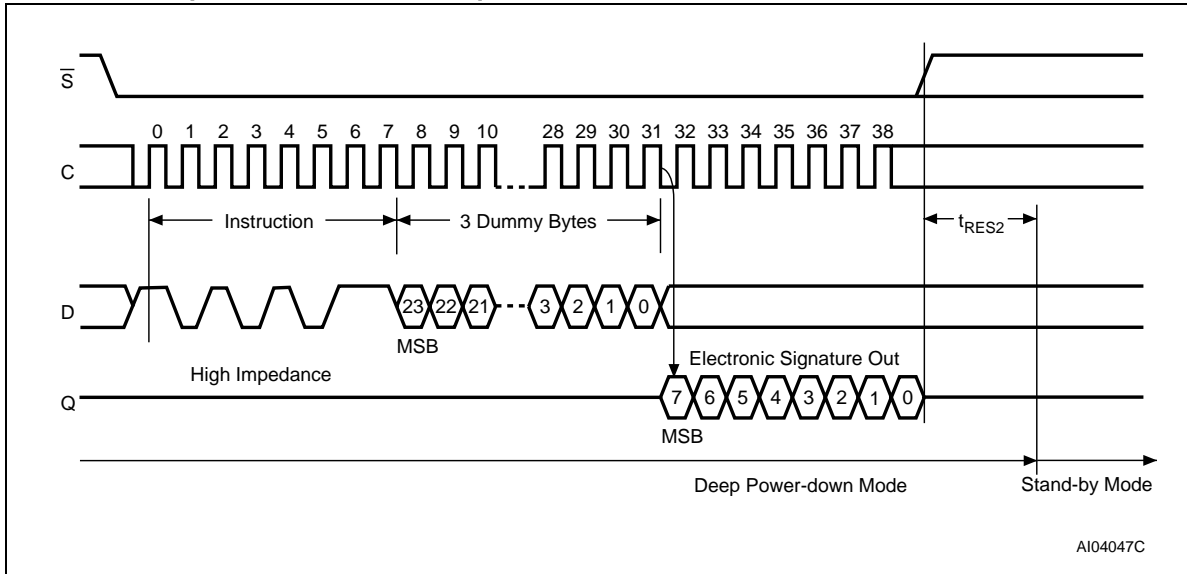 S
0 1 2 3 4 5 6 7 8 9 10 28 29 30 31 32 33 34 35 36 37 38
C
Instruction 3 Dummy Bytes tRES2
D 23 22 21 3 2 1 0
MSB
High Impedance Electronic Signature Out
Q 7 6 5 4 3 2 1 0
MSB
Deep Power-down Mode Stand-by Mode
AI04047C